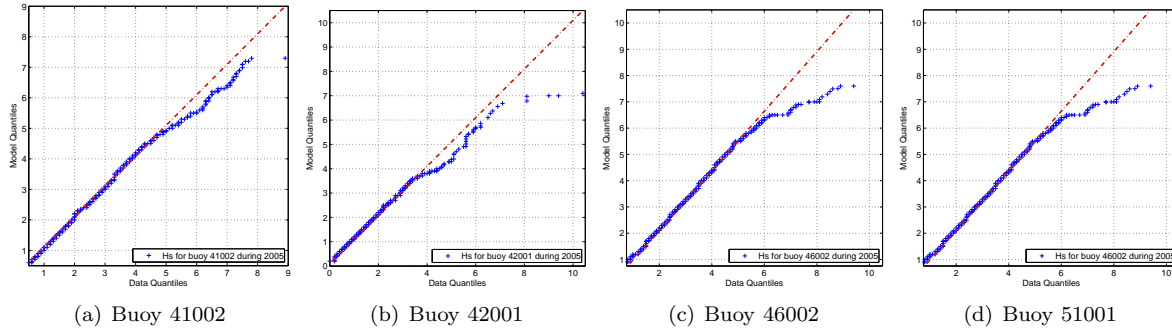 9
8
7
6
5
4
3
2
1
Model Quantiles
1 2 3 4 5 6 7 8 9
Data Quantiles
Hs for buoy 41002 during 2005
(a) Buoy 41002
10
9
8
7
6
5
4
3
2
1
0
Model Quantiles
0 2 4 6 8 10
Data Quantiles
Hs for buoy 42001 during 2005
(b) Buoy 42001
10
9
8
7
6
5
4
3
2
1
Model Quantiles
2 4 6 8 10
Data Quantiles
Hs for buoy 46002 during 2005
(c) Buoy 46002
10
9
8
7
6
5
4
3
2
1
Model Quantiles
2 4 6 8 10
Data Quantiles
Hs for buoy 46002 during 2005
(d) Buoy 51001